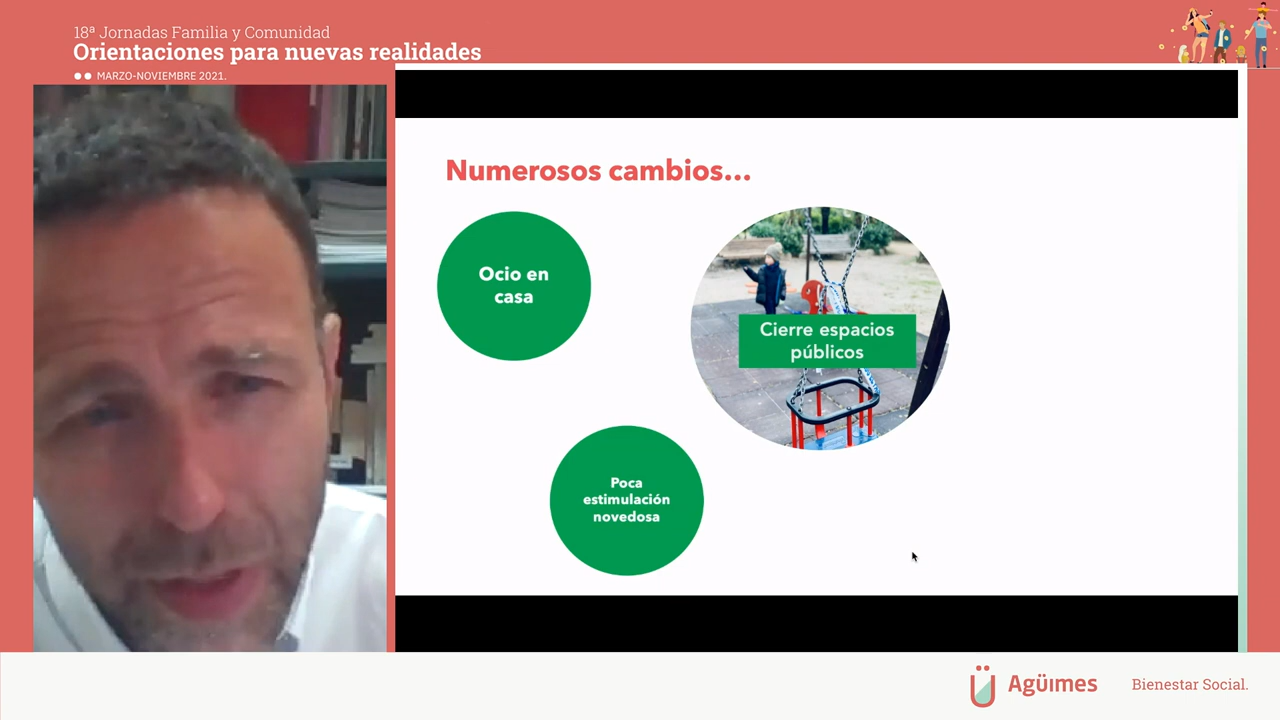 18ª Jornadas Familia y Comunidad
Orientaciones para nuevas realidades
MARZO-NOVIEMBRE 2021.
Numerosos cambios...
Ocio en
casa
Cierre espacios
públicos
Poca
estimulación
novedosa
Agüimes
Bienestar Social.